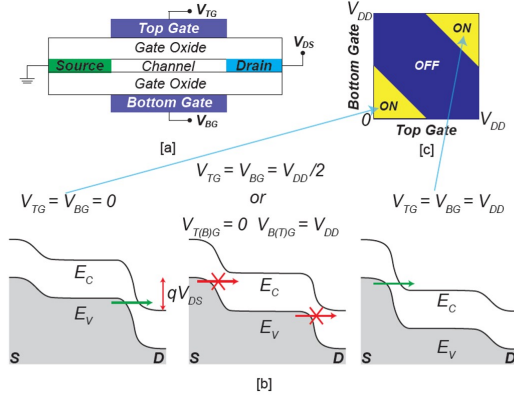 V_TG
Top Gate
Gate Oxide
V_DS
Source Channel Drain
Gate Oxide
Bottom Gate
V_BG
[a]
V_DD
Bottom Gate
ON
OFF
ON
0
Top Gate
V_DD
[c]
V_TG = V_BG = 0
V_TG = V_BG = V_DD /2
or
V_T(B)G = 0 V_B(T)G = V_DD
V_TG = V_BG = V_DD
E_C
E_V
qV_DS
S D
E_C
E_V
S D
E_C
E_V
S D
[b]